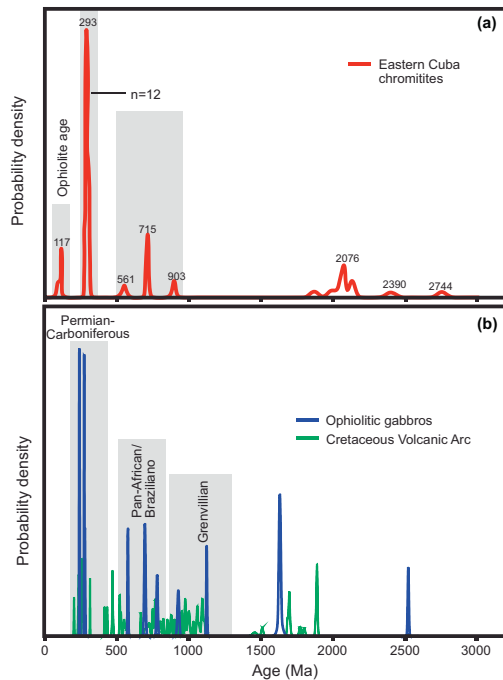 (a)
293
Eastern Cuba
chromitites
n=12
Probability density
Ophiolite age
117
561
715
903
2076
2390
2744
(b)
Permian-
Carboniferous
Ophiolitic gabbros
Cretaceous Volcanic Arc
Probability density
Pan-African/
Braziliano
Grenvillian
0 500 1000 1500 2000 2500 3000
Age (Ma)